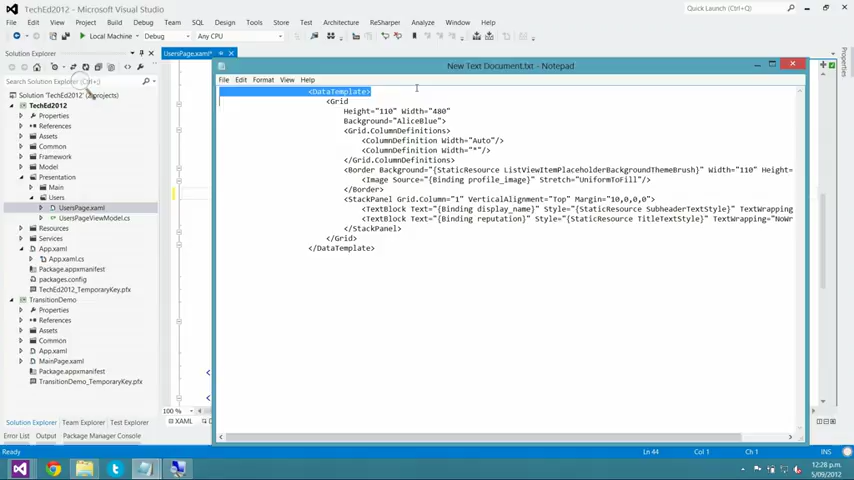 TechEd2012 - Microsoft Visual Studio
Quick Launch (Ctrl+Q)
File Edit View Project Build Debug Team SQL Design Tools Store Test Architecture ReSharper Analyze Window Help
Local Machine Debug Any CPU
Solution Explorer
UsersPage.xaml*
Search Solution Explorer (Ctrl+;)
Solution 'TechEd2012' (2 projects)
TechEd2012
Properties
References
Assets
Common
Framework
Model
Presentation
Main
Users
UsersPage.xaml
UsersPageViewModel.cs
Resources
Services
App.xaml
App.xaml.cs
Package.appxmanifest
packages.config
TechEd2012_TemporaryKey.pfx
TransitionDemo
Properties
References
Assets
Common
App.xaml
MainPage.xaml
Package.appxmanifest
TransitionDemo_TemporaryKey.pfx
Solution Explorer Team Explorer Test Explorer
Error List Output Package Manager Console
100 %
XAML
New Text Document.txt - Notepad
File Edit Format View Help
<DataTemplate>
<Grid
Height="110" Width="480"
Background="AliceBlue">
<Grid.ColumnDefinitions>
<ColumnDefinition Width="Auto"/>
<ColumnDefinition Width="*"/>
</Grid.ColumnDefinitions>
<Border Background="{StaticResource ListViewItemPlaceholderBackgroundThemeBrush}" Width="110" Height=
<Image Source="{Binding profile_image}" Stretch="UniformToFill"/>
</Border>
<StackPanel Grid.Column="1" VerticalAlignment="Top" Margin="10,0,0,0">
<TextBlock Text="{Binding display_name}" Style="{StaticResource SubheaderTextStyle}" TextWrapping
<TextBlock Text="{Binding reputation}" Style="{StaticResource TitleTextStyle}" TextWrapping="NoWr
</StackPanel>
</Grid>
</DataTemplate>
Ready Ln 44 Col 1 Ch 1 INS
12:28 p.m.
5/09/2012